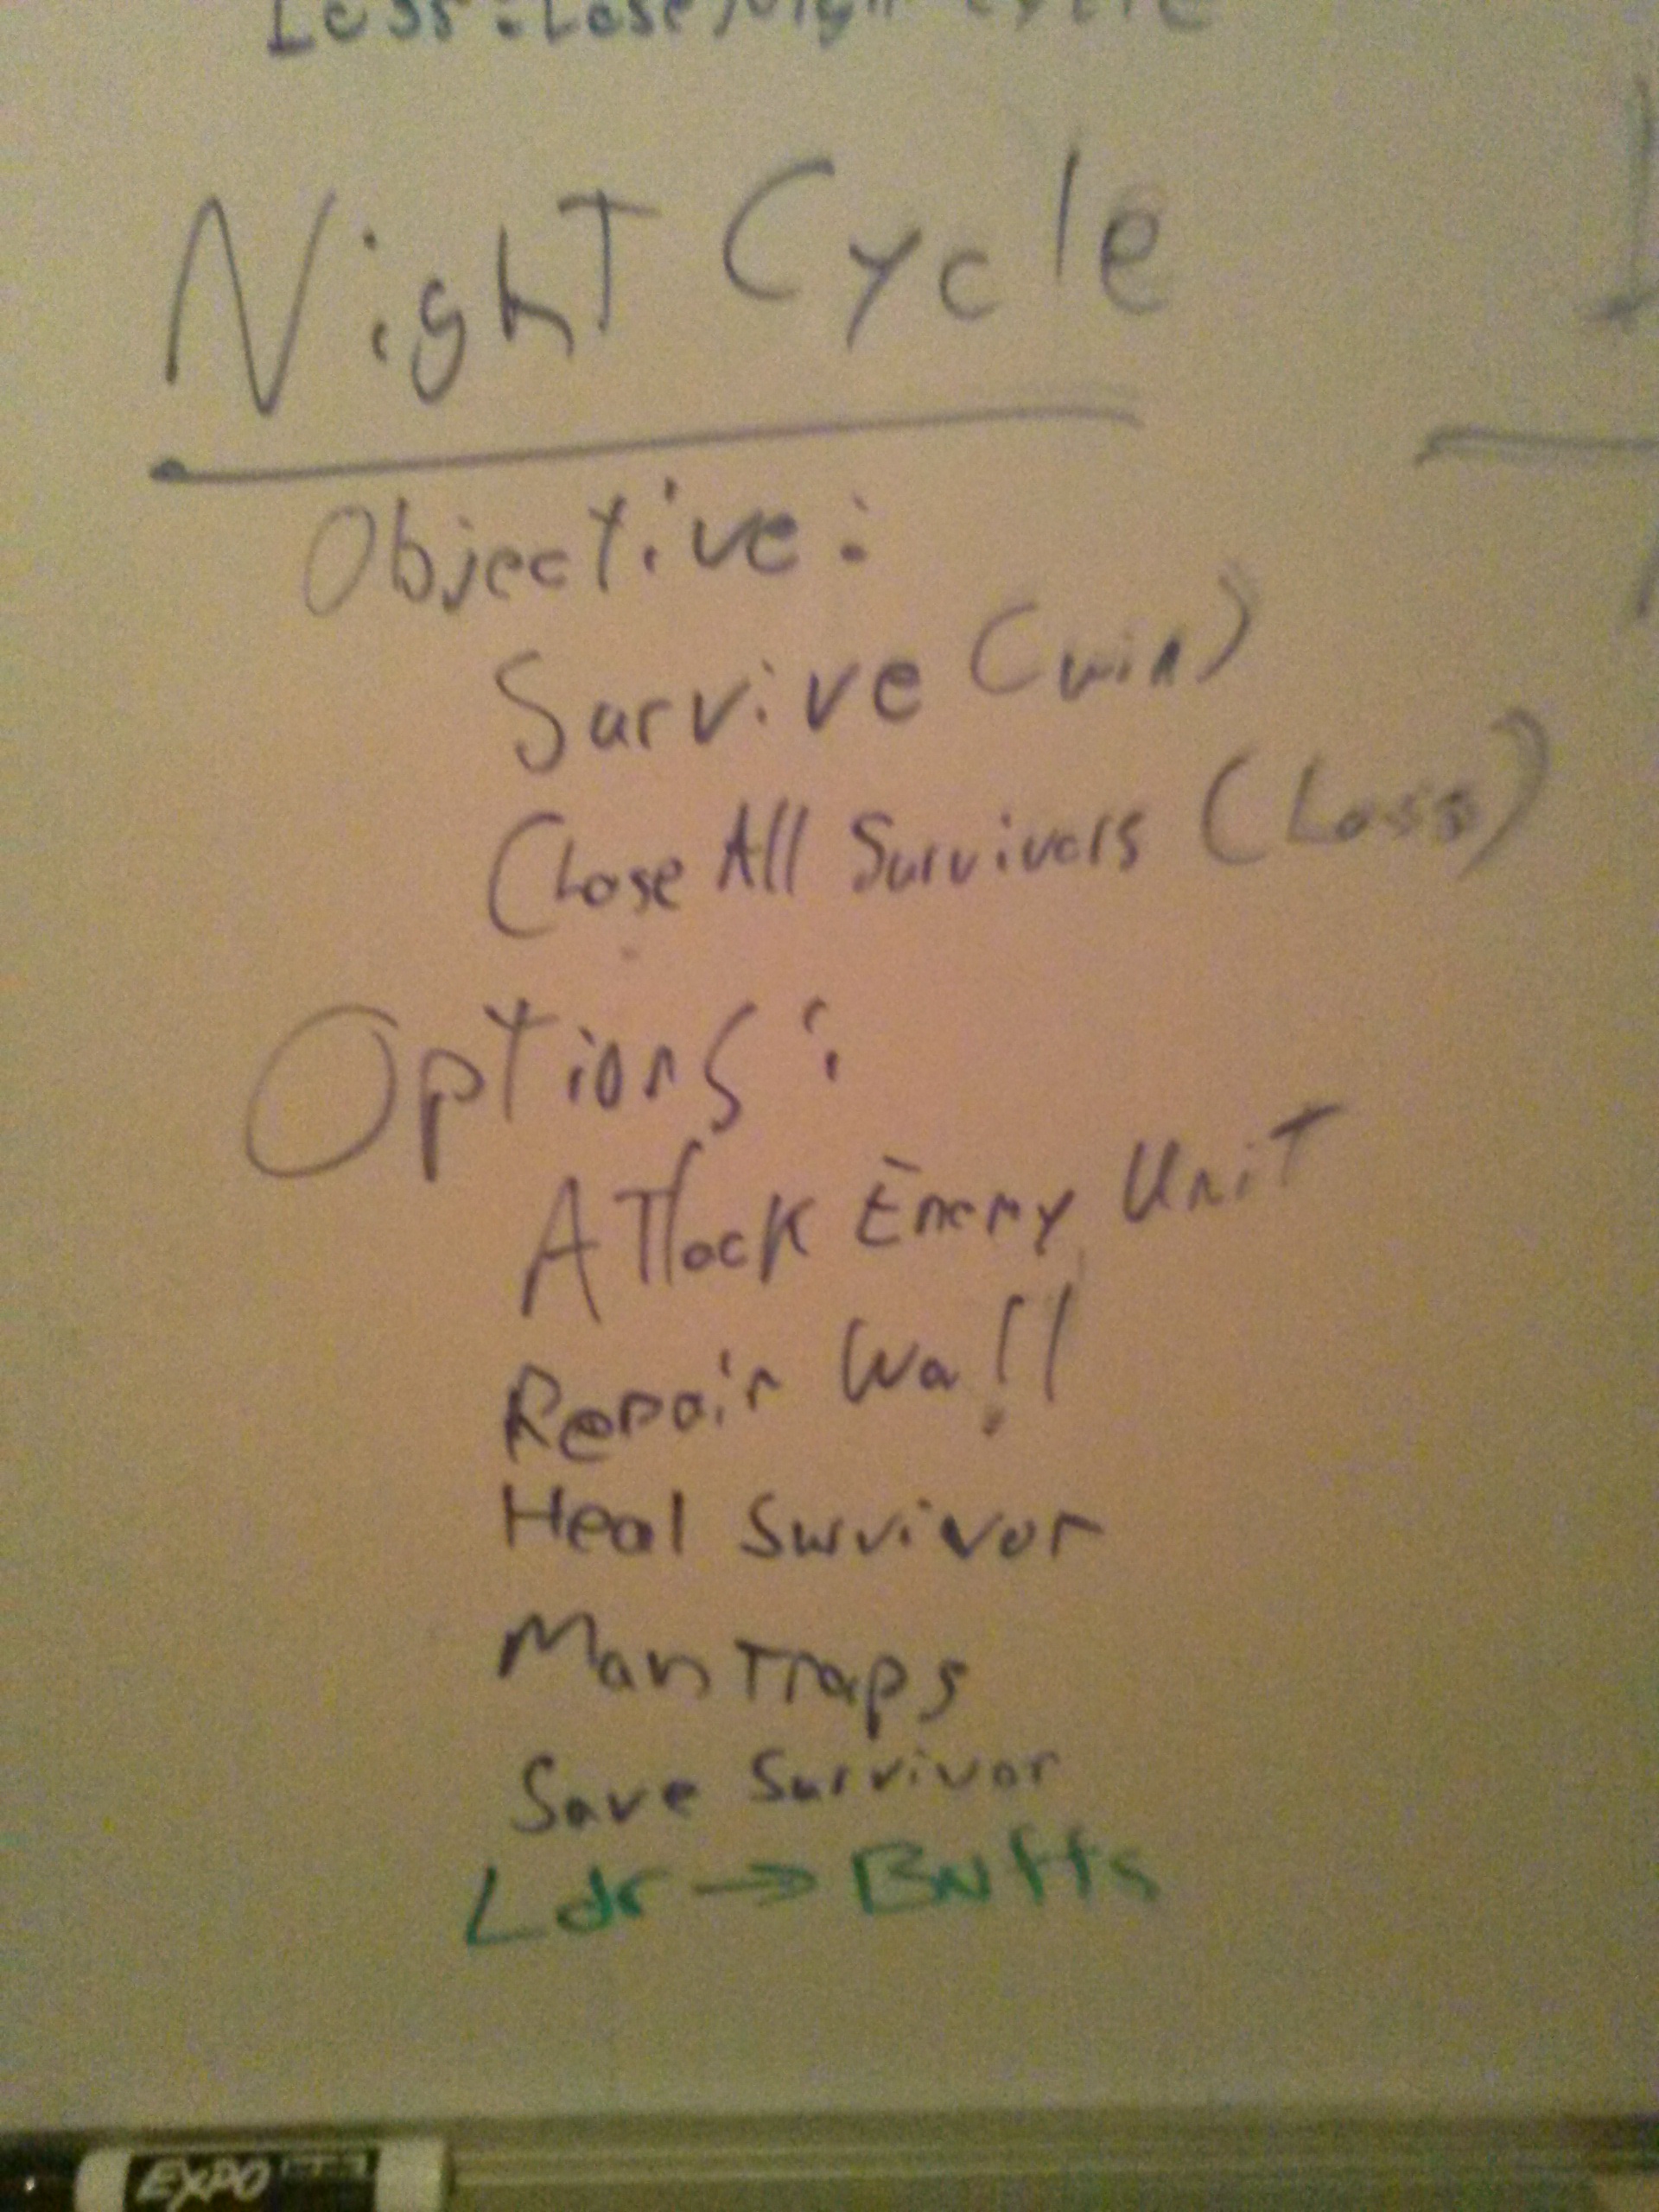 Loss: Lose Night Cycle
Night Cycle
Objective:
Survive (win)
(Lose All Survivors (Loss)
Options:
Attack Enemy Unit
Repair Wall
Heal Survivor
Man Traps
Save Survivor
Ldr → Buffs
EXPO